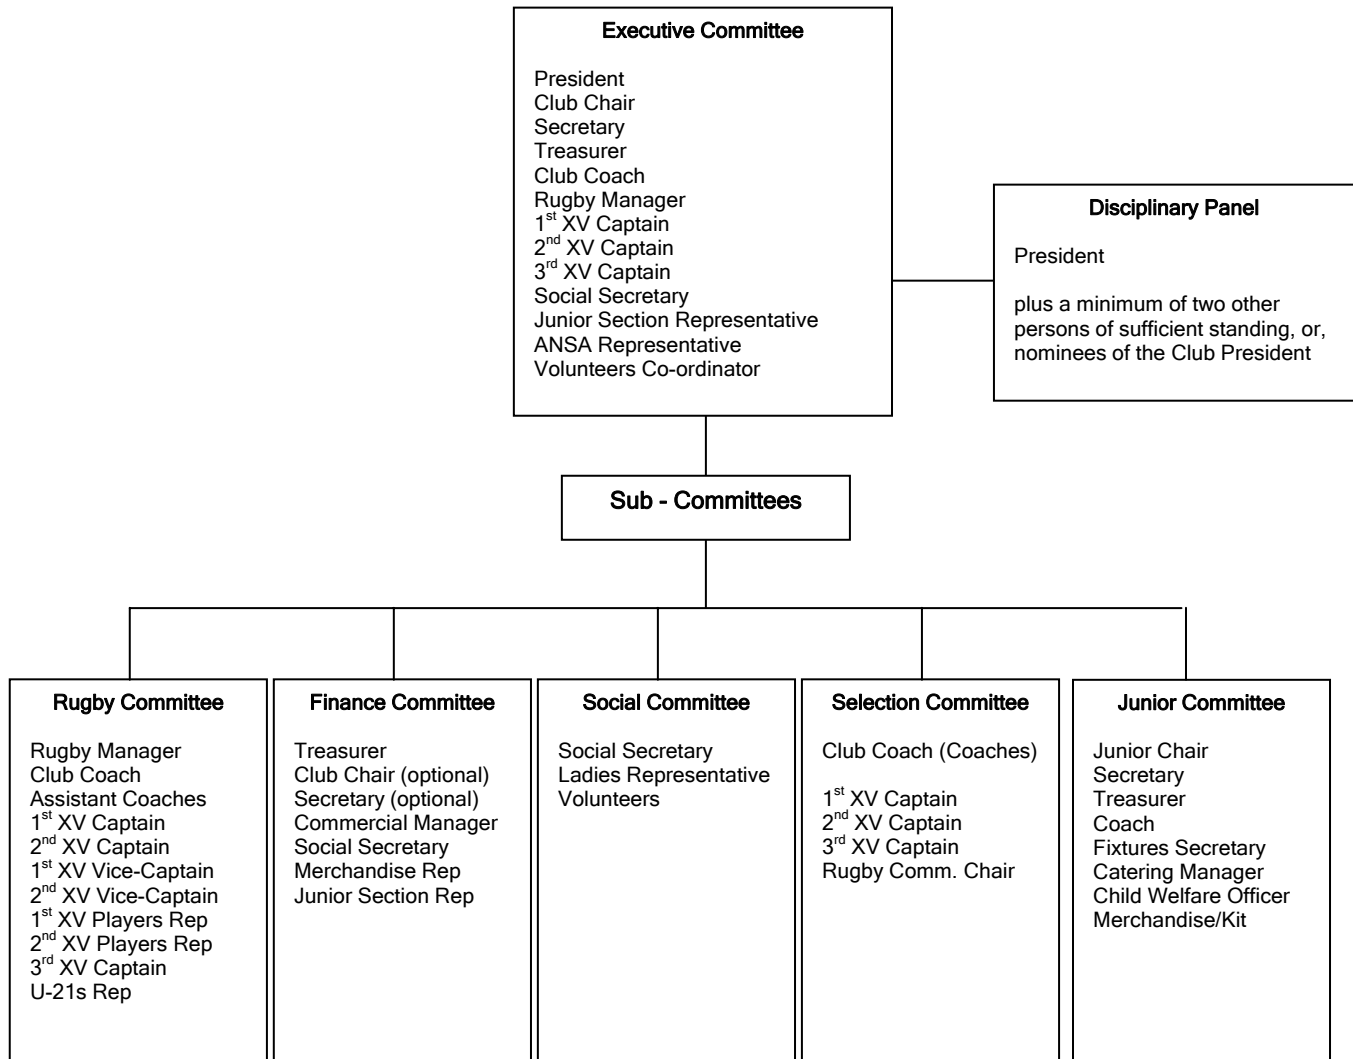 Executive Committee
President
Club Chair
Secretary
Treasurer
Club Coach
Rugby Manager
1st XV Captain
2nd XV Captain
3rd XV Captain
Social Secretary
Junior Section Representative
ANSA Representative
Volunteers Co-ordinator
Disciplinary Panel
President
plus a minimum of two other
persons of sufficient standing, or,
nominees of the Club President
Sub - Committees
Rugby Committee
Rugby Manager
Club Coach
Assistant Coaches
1st XV Captain
2nd XV Captain
1st XV Vice-Captain
2nd XV Vice-Captain
1st XV Players Rep
2nd XV Players Rep
3rd XV Captain
U-21s Rep
Finance Committee
Treasurer
Club Chair (optional)
Secretary (optional)
Commercial Manager
Social Secretary
Merchandise Rep
Junior Section Rep
Social Committee
Social Secretary
Ladies Representative
Volunteers
Selection Committee
Club Coach (Coaches)
1st XV Captain
2nd XV Captain
3rd XV Captain
Rugby Comm. Chair
Junior Committee
Junior Chair
Secretary
Treasurer
Coach
Fixtures Secretary
Catering Manager
Child Welfare Officer
Merchandise/Kit